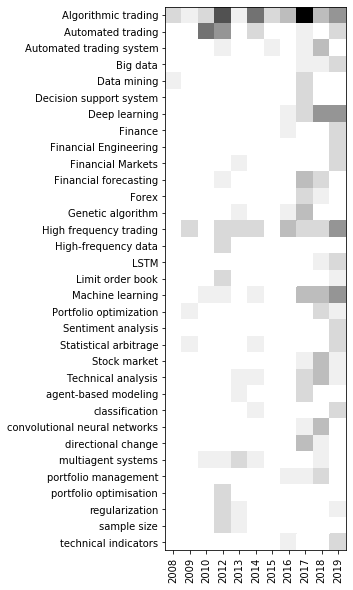 Algorithmic trading
Automated trading
Automated trading system
Big data
Data mining
Decision support system
Deep learning
Finance
Financial Engineering
Financial Markets
Financial forecasting
Forex
Genetic algorithm
High frequency trading
High-frequency data
LSTM
Limit order book
Machine learning
Portfolio optimization
Sentiment analysis
Statistical arbitrage
Stock market
Technical analysis
agent-based modeling
classification
convolutional neural networks
directional change
multiagent systems
portfolio management
portfolio optimisation
regularization
sample size
technical indicators
2008 2009 2010 2012 2013 2014 2015 2016 2017 2018 2019